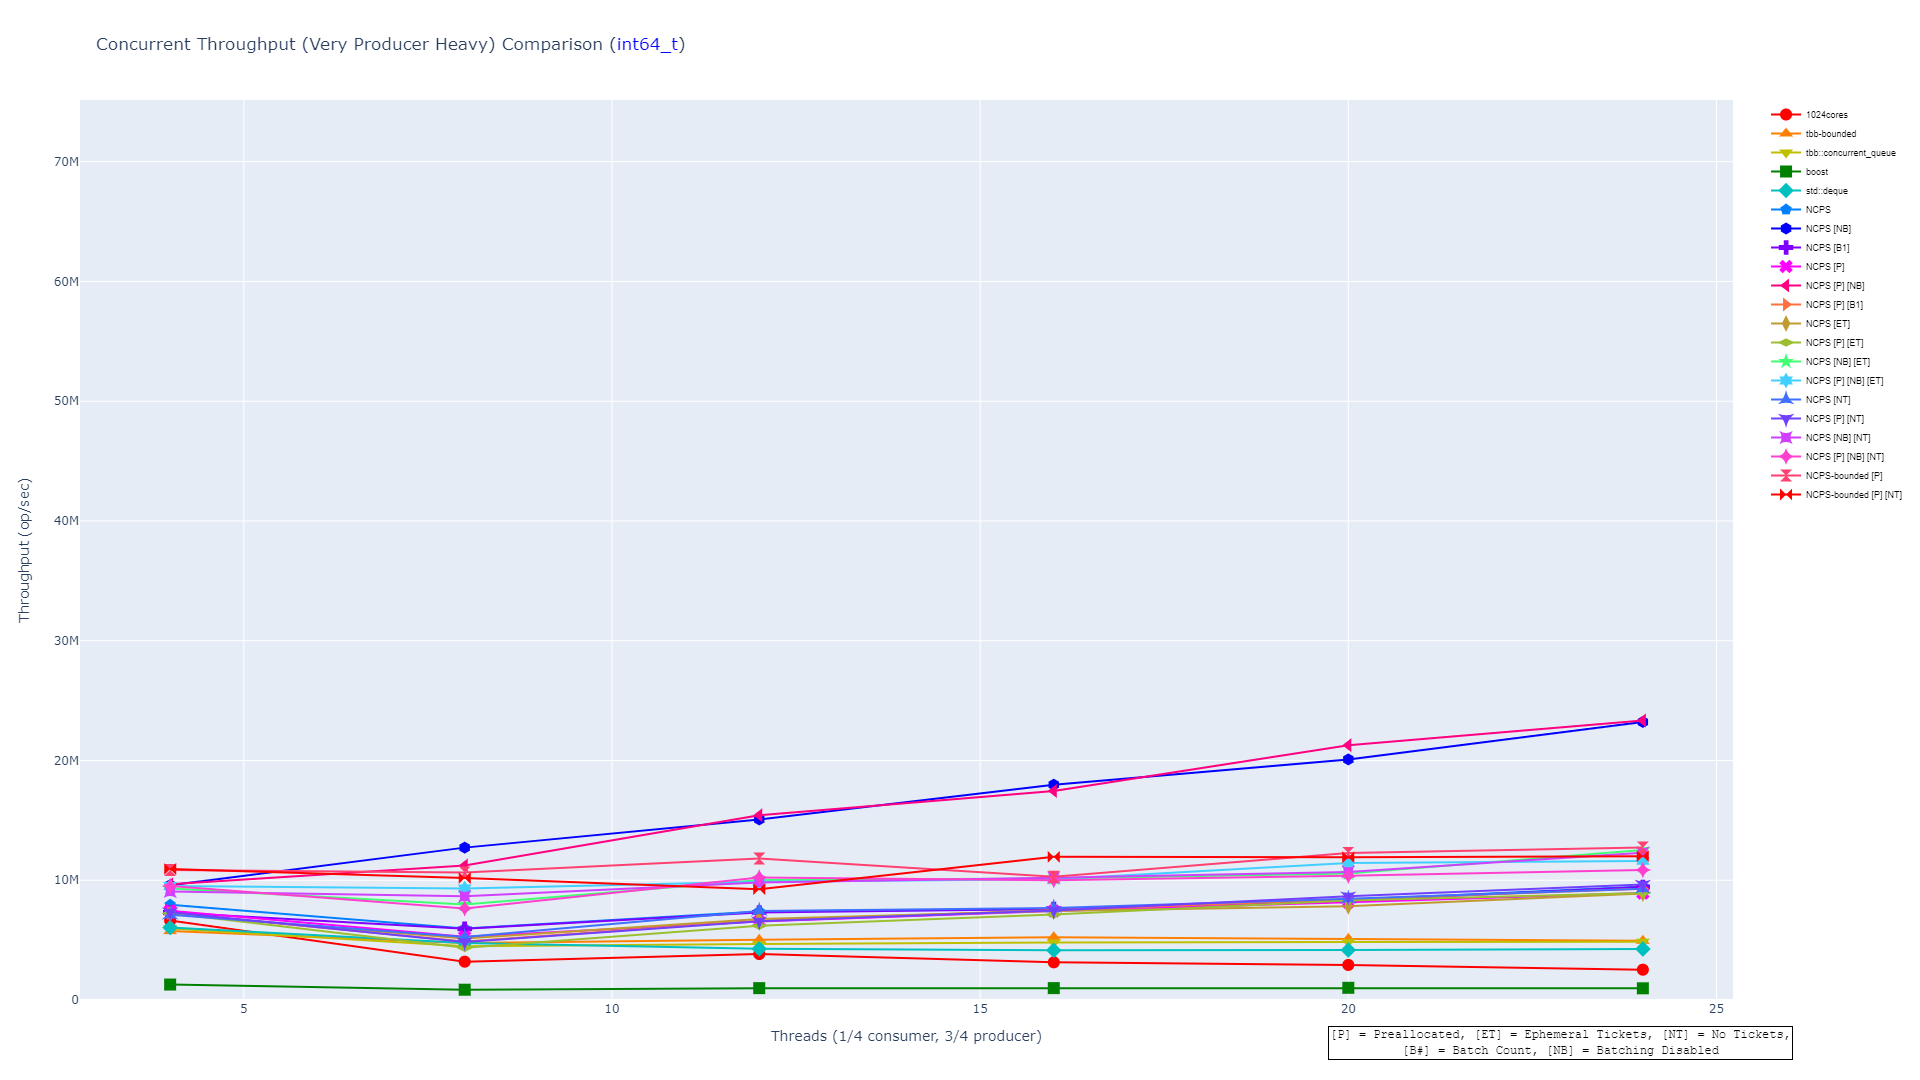 Concurrent Throughput (Very Producer Heavy) Comparison (int64_t)
Throughput (op/sec)
70M
60M
50M
40M
30M
20M
10M
0
5
10
15
20
25
Threads (1/4 consumer, 3/4 producer)
1024cores
tbb-bounded
tbb::concurrent_queue
boost
std::deque
NCPS
NCPS [NB]
NCPS [B1]
NCPS [P]
NCPS [P] [NB]
NCPS [P] [B1]
NCPS [ET]
NCPS [P] [ET]
NCPS [NB] [ET]
NCPS [P] [NB] [ET]
NCPS [NT]
NCPS [P] [NT]
NCPS [NB] [NT]
NCPS [P] [NB] [NT]
NCPS-bounded [P]
NCPS-bounded [P] [NT]
[P] = Preallocated, [ET] = Ephemeral Tickets, [NT] = No Tickets,
[B#] = Batch Count, [NB] = Batching Disabled